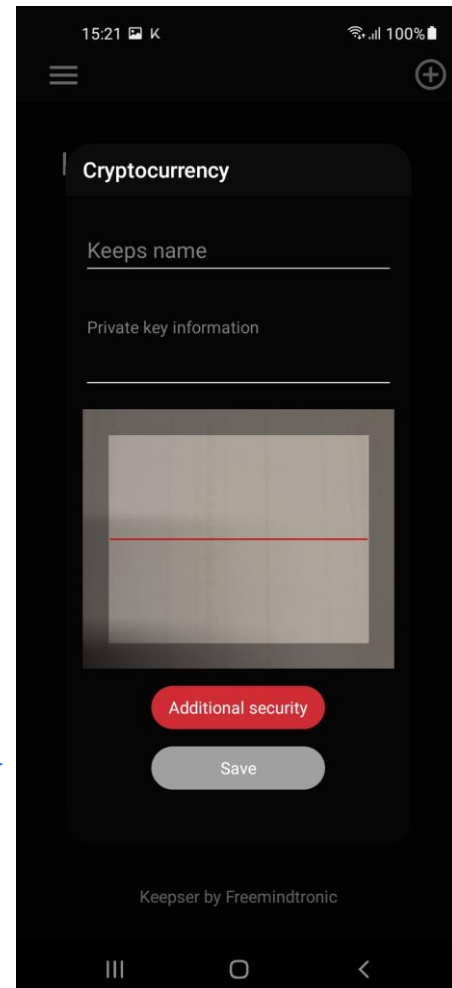 15:21 K 100%
Cryptocurrency
Keeps name
Private key information
Additional security
Save
Keepser by Freemindtronic